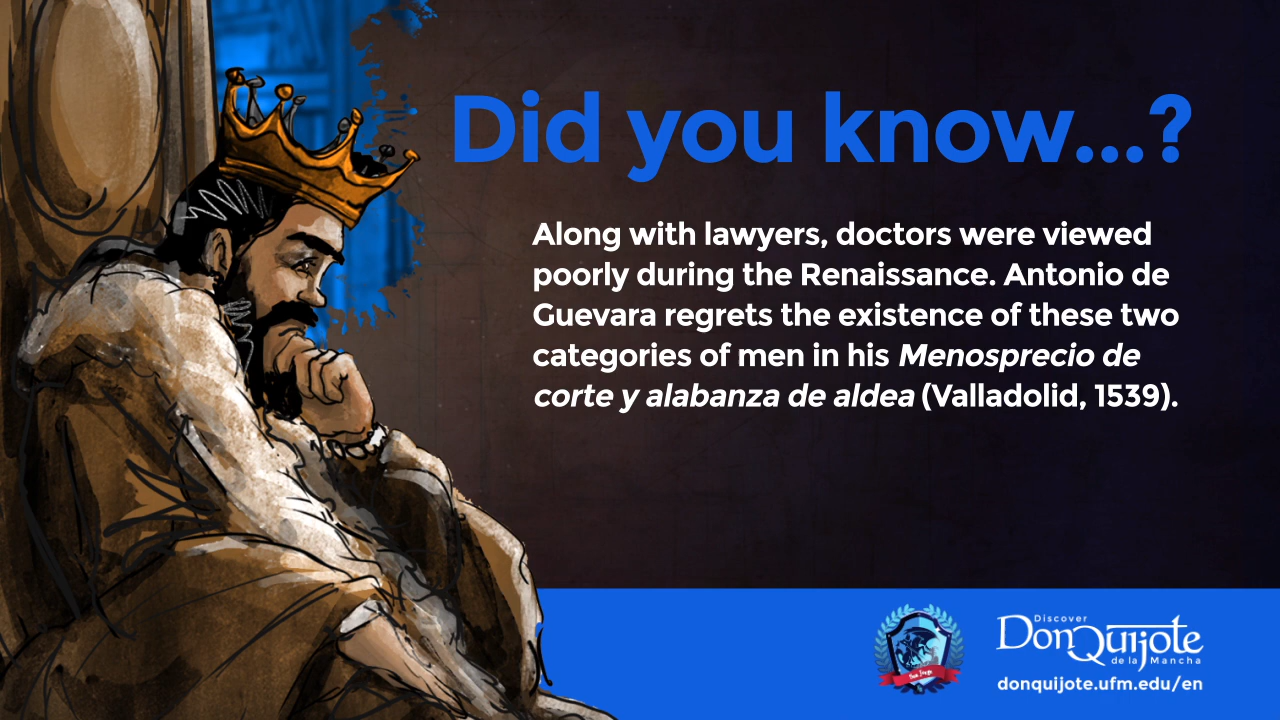 Did you know...?
Along with lawyers, doctors were viewed
poorly during the Renaissance. Antonio de
Guevara regrets the existence of these two
categories of men in his Menosprecio de
corte y alabanza de aldea (Valladolid, 1539).
San Jorge
Discover
Don Quijote
de la Mancha
donquijote.ufm.edu/en